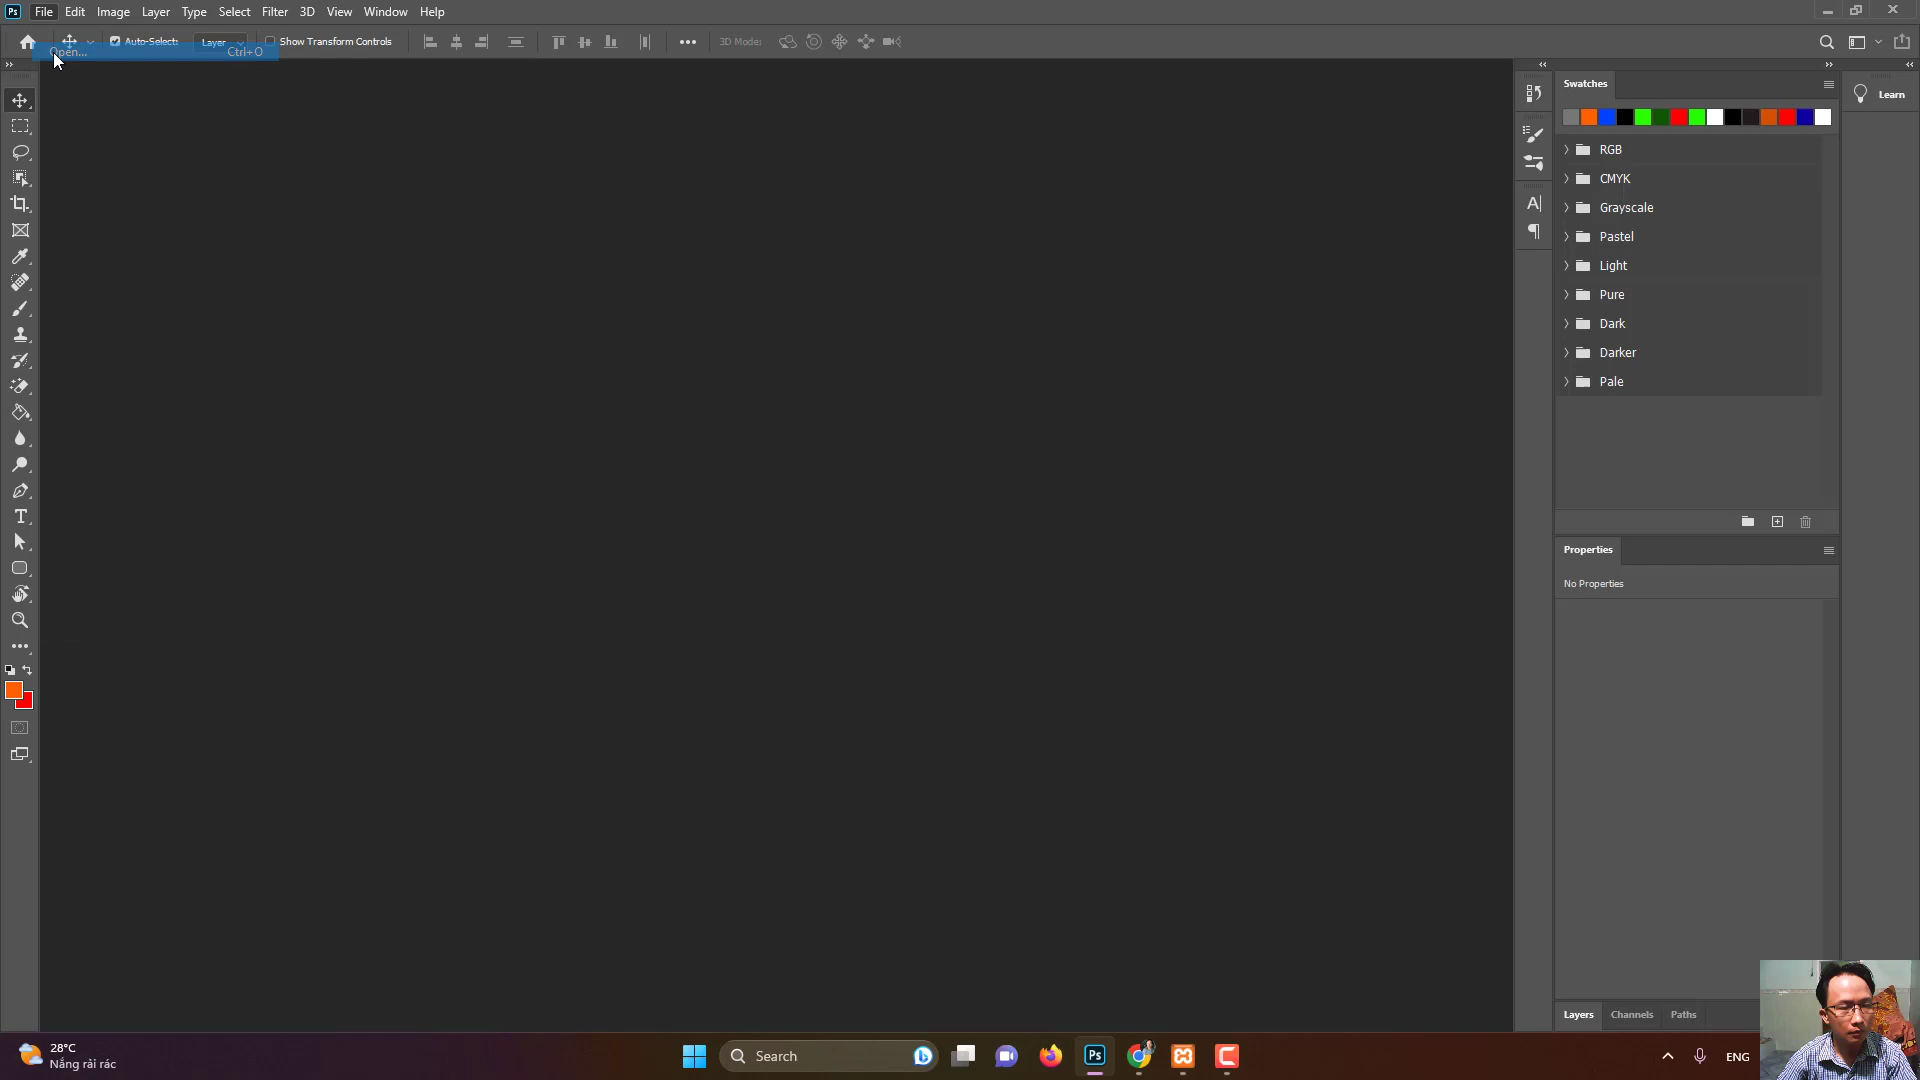 Ps File Edit Image Layer Type Select Filter 3D View Window Help
Auto-Select: Layer Show Transform Controls 3D Mode:
Open... Ctrl+O
Swatches
Learn
RGB
CMYK
Grayscale
Pastel
Light
Pure
Dark
Darker
Pale
Properties
No Properties
Layers Channels Paths
28°C
Nắng rải rác
Search
Ps
ENG